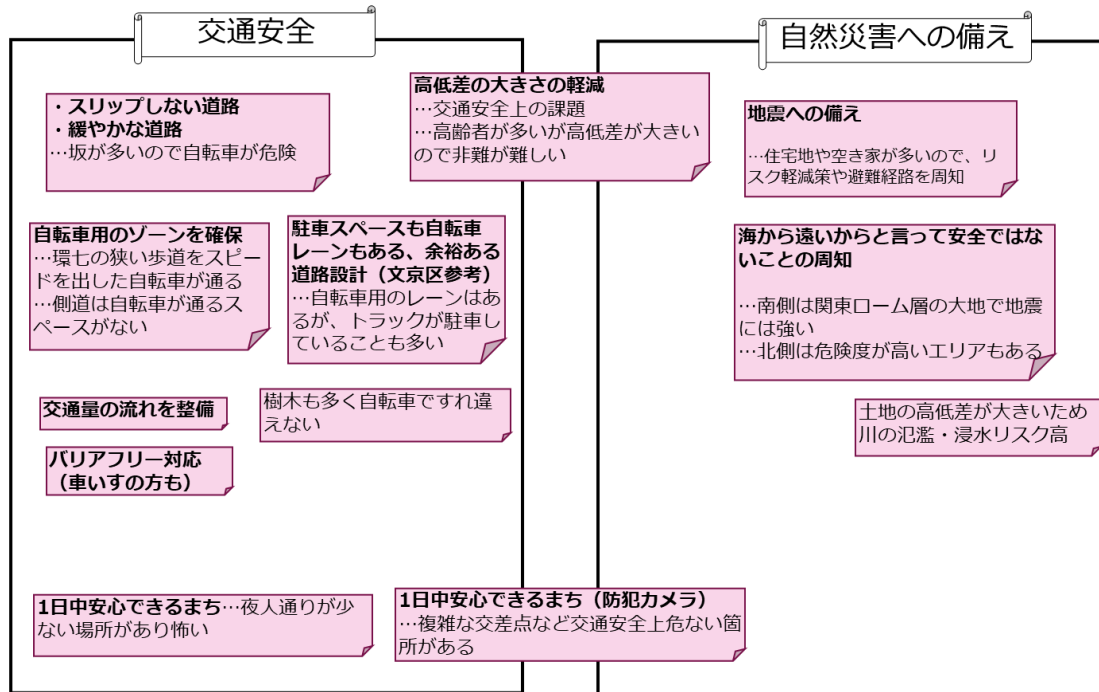 交通安全
・スリップしない道路
・緩やかな道路
…坂が多いので自転車が危険
高低差の大きさの軽減
…交通安全上の課題
…高齢者が多いが高低差が大きい
ので非難が難しい
自転車用のゾーンを確保
…環七の狭い歩道をスピー
ドを出した自転車が通る
…側道は自転車が通るス
ペースがない
駐車スペースも自転車
レーンもある、余裕ある
道路設計（文京区参考）
…自転車用のレーンはあ
るが、トラックが駐車し
ていることも多い
交通量の流れを整備
樹木も多く自転車ですれ違
えない
バリアフリー対応
（車いすの方も）
1日中安心できるまち…夜人通りが少
ない場所があり怖い
1日中安心できるまち（防犯カメラ）
…複雑な交差点など交通安全上危ない箇
所がある
自然災害への備え
地震への備え
…住宅地や空き家が多いので、リ
スク軽減策や避難経路を周知
海から遠いからと言って安全ではな
いことの周知
…南側は関東ローム層の大地で地震
には強い
…北側は危険度が高いエリアもある
土地の高低差が大きいため
川の氾濫・浸水リスク高